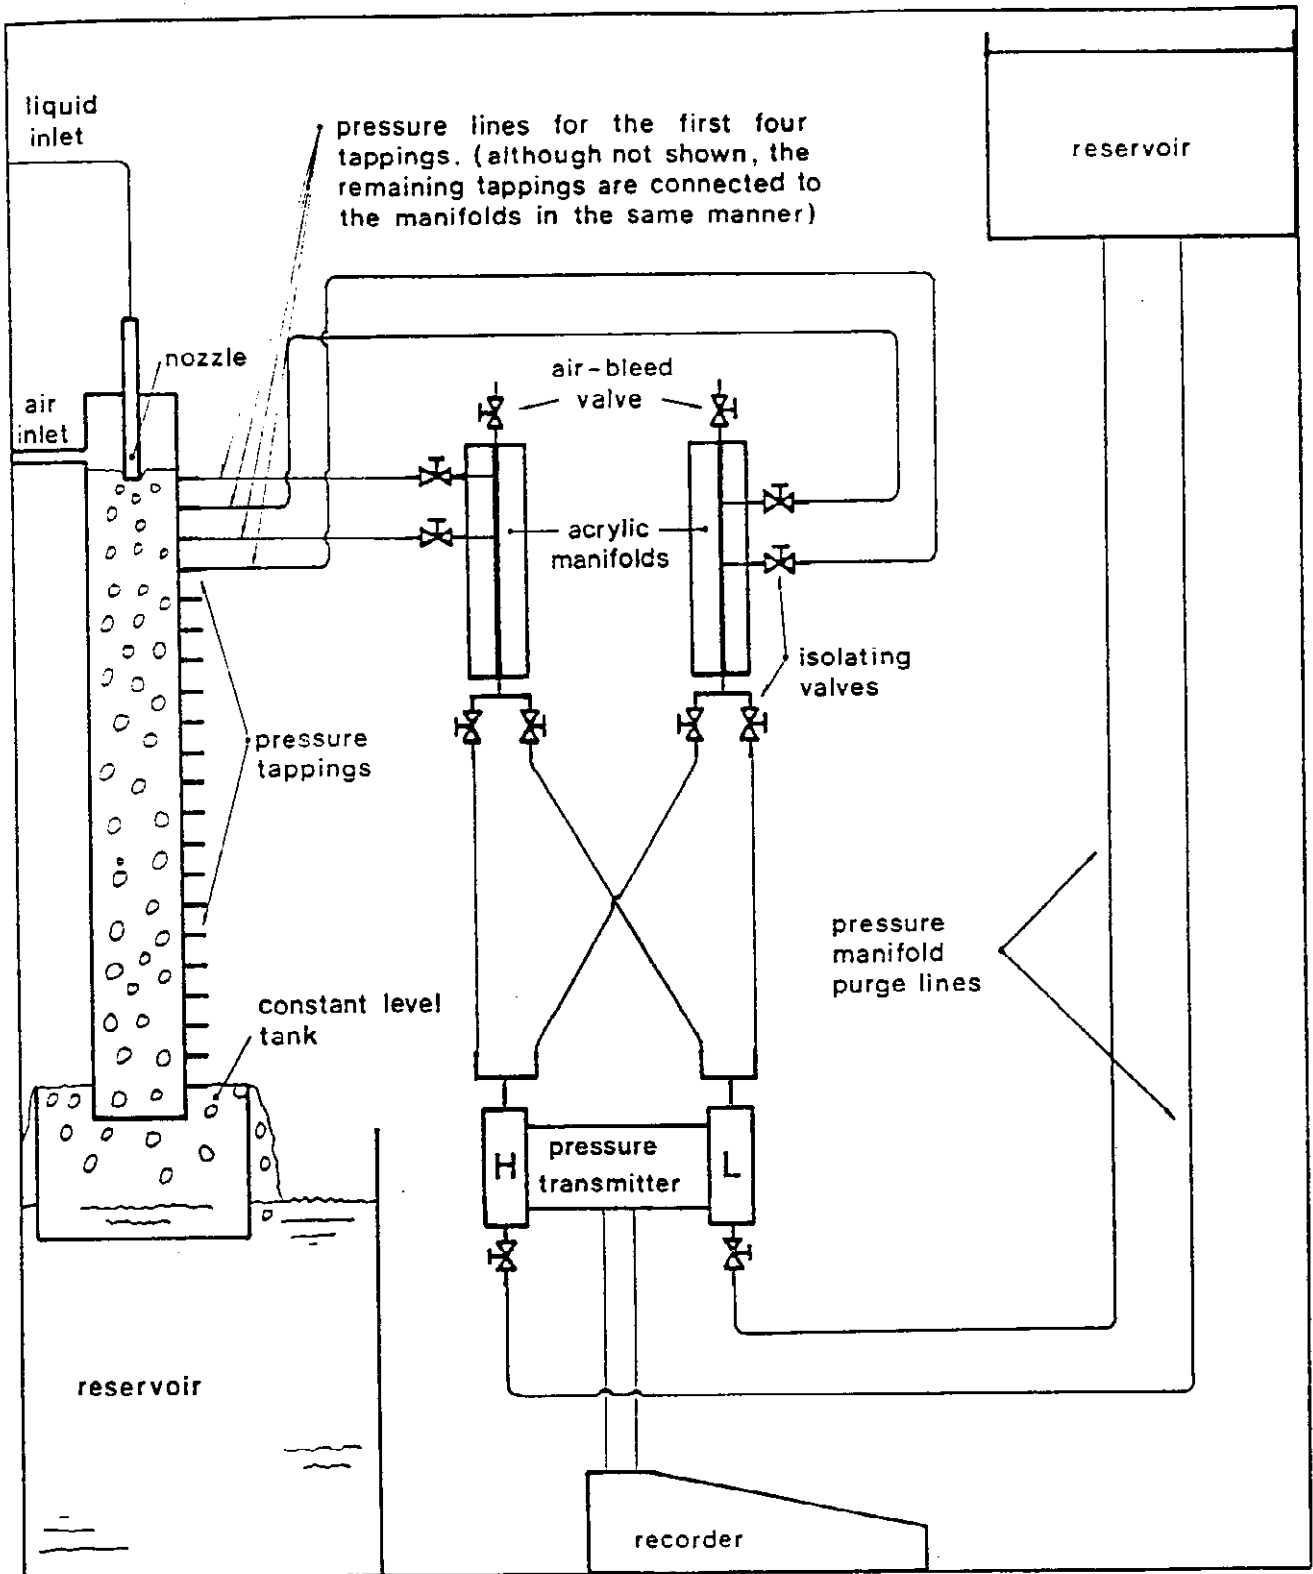 liquid
inlet
pressure lines for the first four
tappings. (although not shown, the
remaining tappings are connected to
the manifolds in the same manner)
reservoir
nozzle
air
inlet
air-bleed
valve
acrylic
manifolds
isolating
valves
pressure
tappings
pressure
manifold
purge lines
constant level
tank
H
pressure
transmitter
L
reservoir
recorder